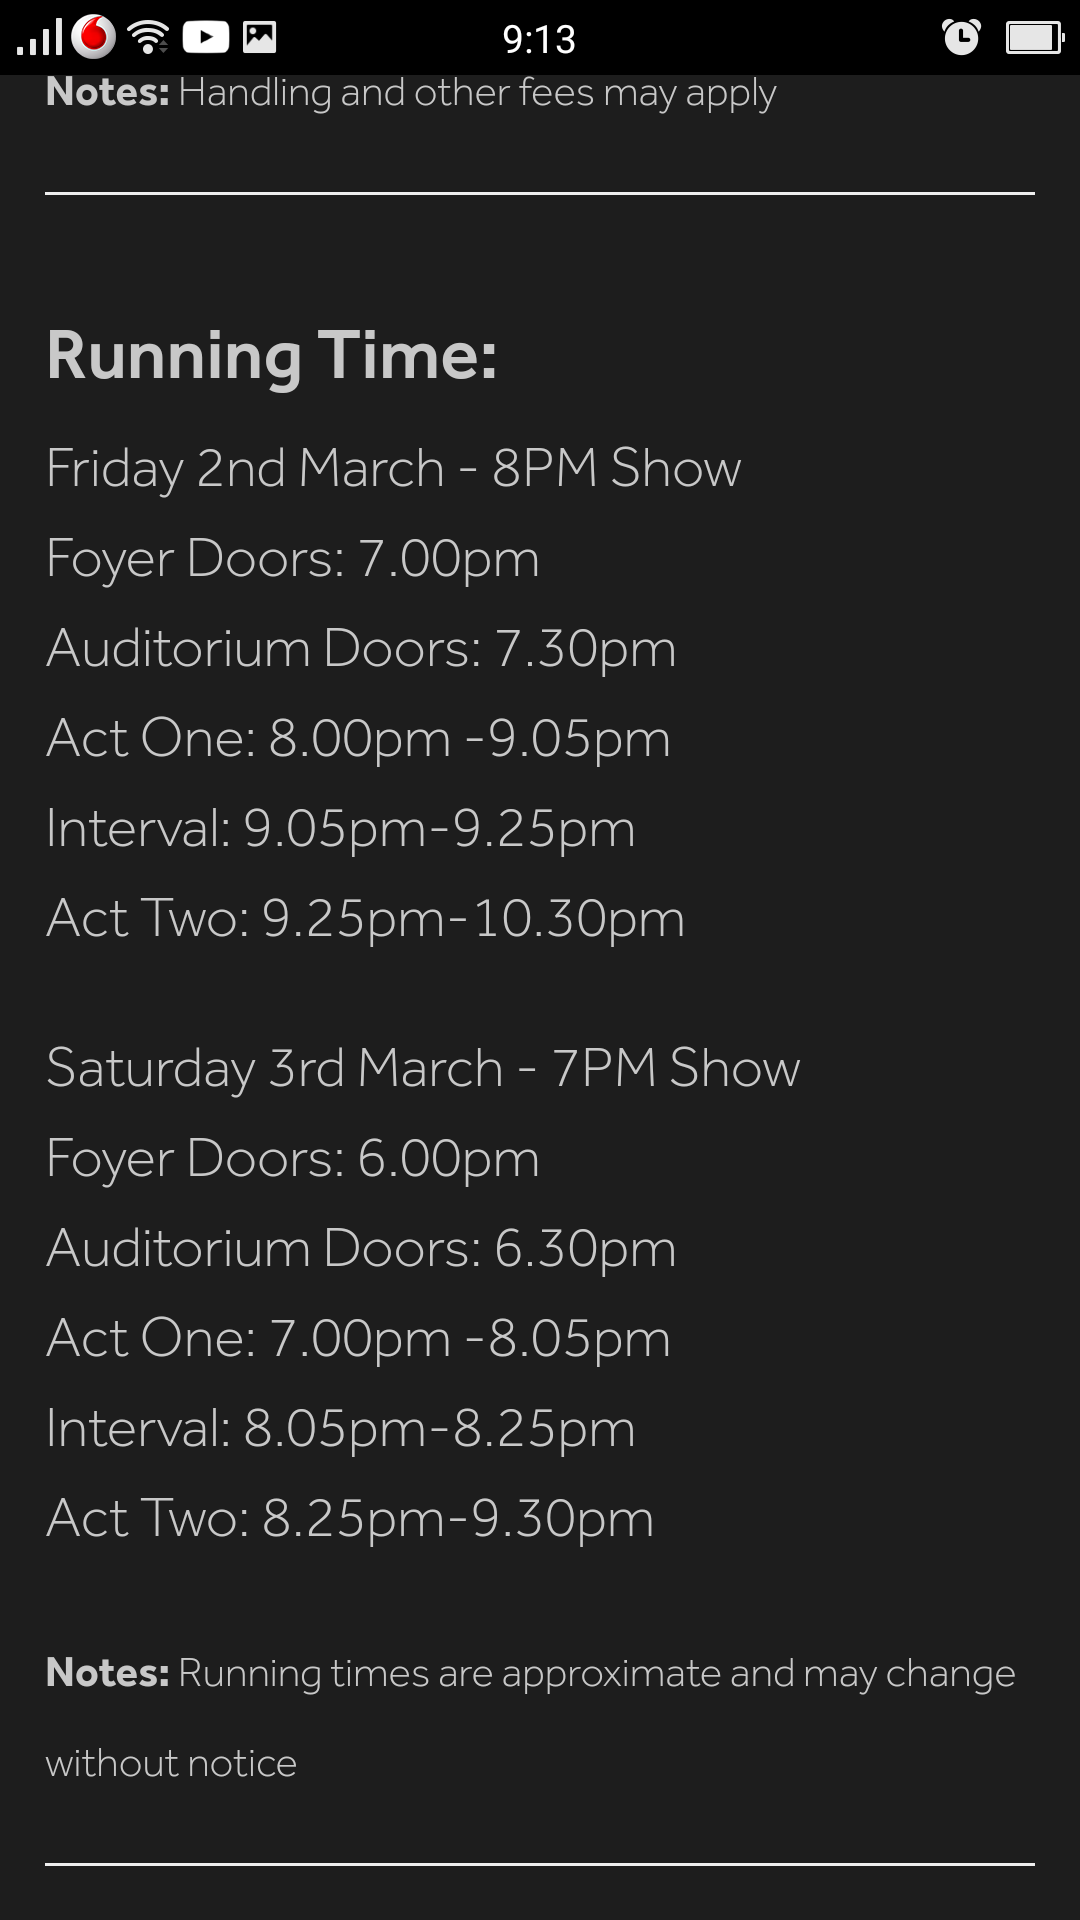 9:13
Notes: Handling and other fees may apply
Running Time:
Friday 2nd March - 8PM Show
Foyer Doors: 7.00pm
Auditorium Doors: 7.30pm
Act One: 8.00pm -9.05pm
Interval: 9.05pm-9.25pm
Act Two: 9.25pm-10.30pm
Saturday 3rd March - 7PM Show
Foyer Doors: 6.00pm
Auditorium Doors: 6.30pm
Act One: 7.00pm -8.05pm
Interval: 8.05pm-8.25pm
Act Two: 8.25pm-9.30pm
Notes: Running times are approximate and may change
without notice